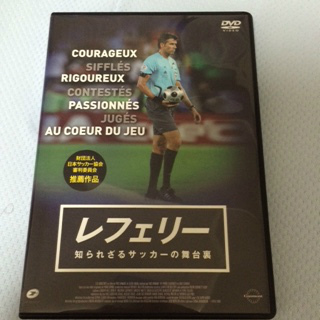 DVD
VIDEO
COURAGEUX
SIFFLÉS
RIGOUREUX
CONTESTÉS
PASSIONNÉS
JUGÉS
AU COEUR DU JEU
財団法人
日本サッカー協会
審判委員会
推薦作品
レフェリー
知られざるサッカーの舞台裏